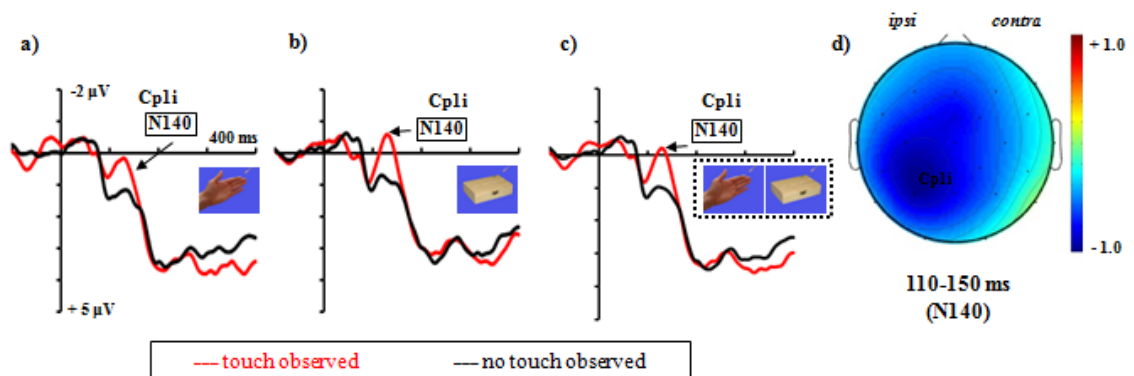 a)
-2 µV
Cp1i
N140
400 ms
+ 5 µV
b)
Cp1i
N140
c)
Cp1i
N140
d)
ipsi
contra
+ 1.0
Cp1i
- 1.0
110-150 ms
(N140)
--- touch observed
--- no touch observed